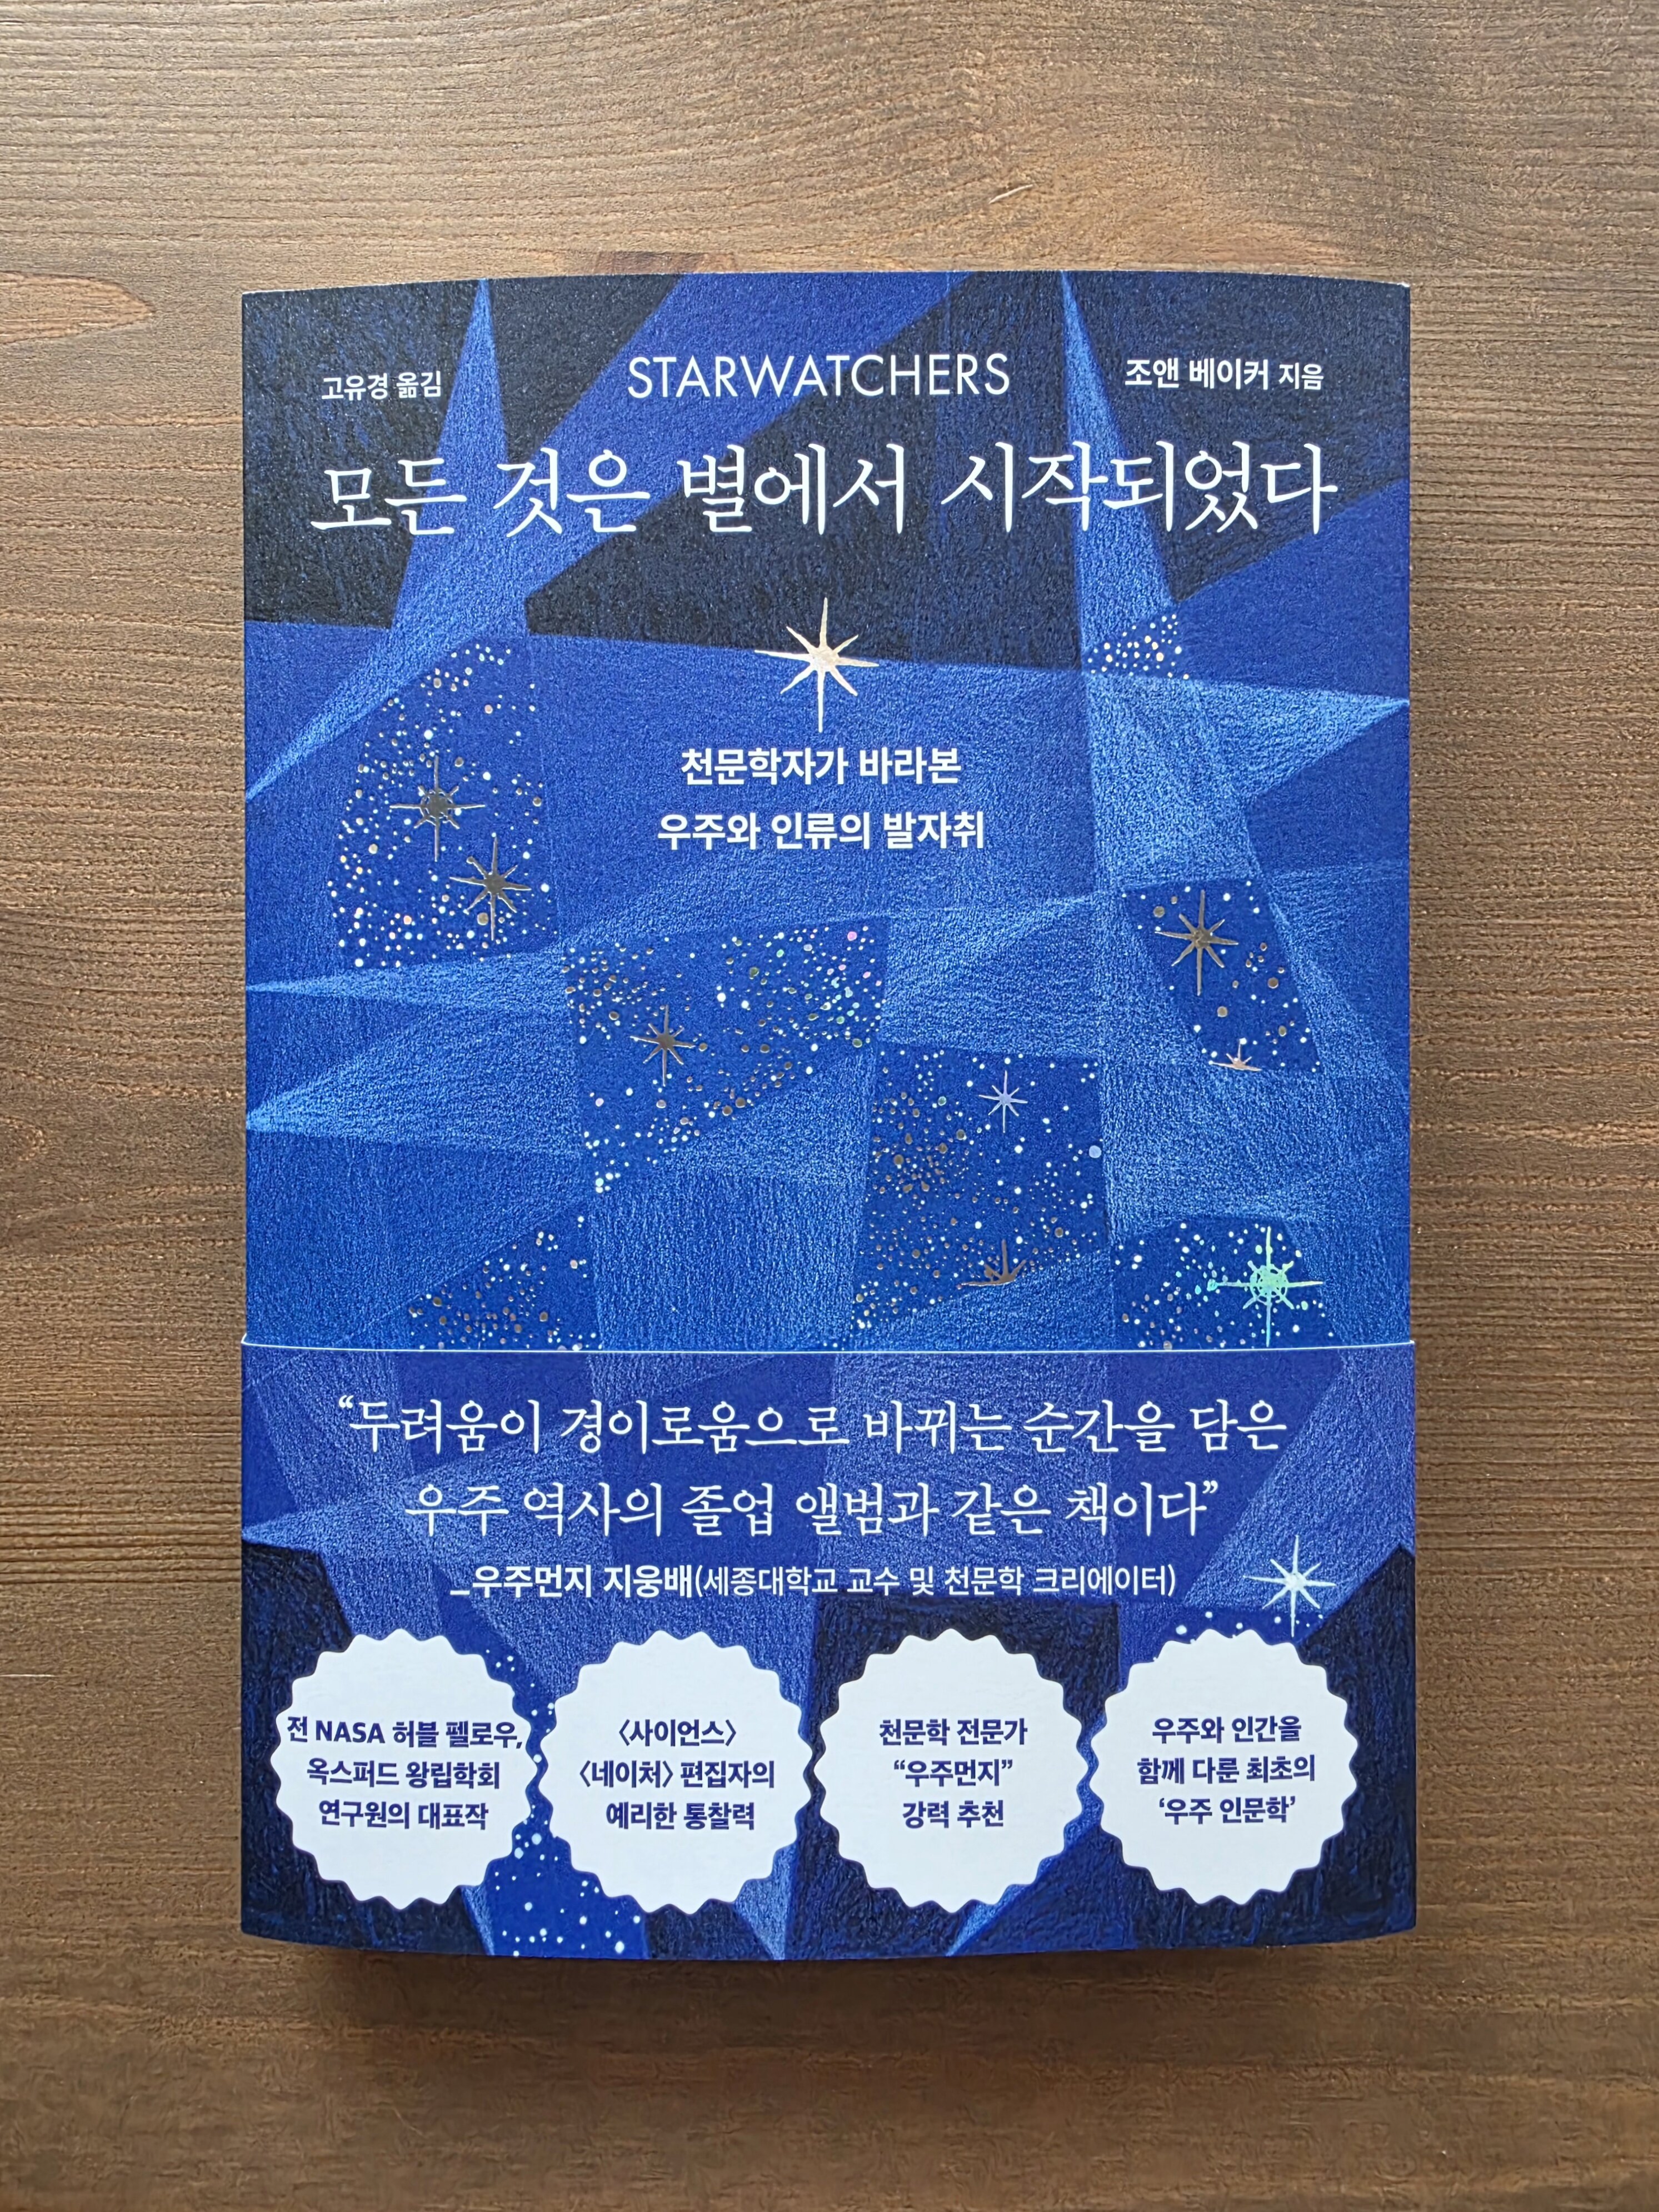 고유경 옮김
STARWATCHERS
조앤 베이커 지음
모든 것은 별에서 시작되었다
천문학자가 바라본
우주와 인류의 발자취
“두려움이 경이로움으로 바뀌는 순간을 담은
우주 역사의 졸업 앨범과 같은 책이다”
_우주먼지 지웅배(세종대학교 교수 및 천문학 크리에이터)
전 NASA 허블 펠로우,
옥스퍼드 왕립학회
연구원의 대표작
〈사이언스〉
〈네이처〉 편집자의
예리한 통찰력
천문학 전문가
“우주먼지”
강력 추천
우주와 인간을
함께 다룬 최초의
‘우주 인문학’